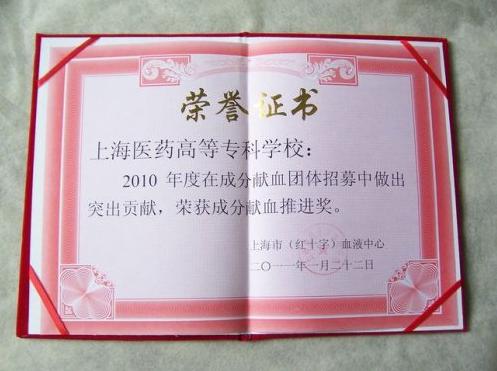 荣誉证书
上海医药高等专科学校：
2010 年度在成分献血团体招募中做出
突出贡献，荣获成分献血推进奖。
上海市（红十字）血液中心
二〇一一年一月二十二日